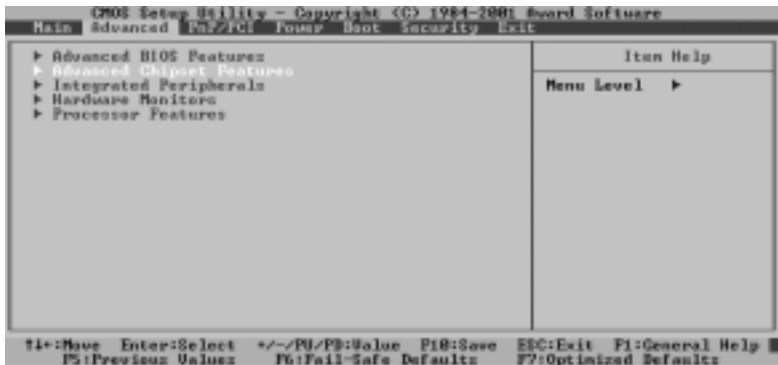 CMOS Setup Utility - Copyright (C) 1984-2001 Award Software
Main Advanced PnP/PCI Power Boot Security Exit
▶ Advanced BIOS Features
▶ Advanced Chipset Features
▶ Integrated Peripherals
▶ Hardware Monitors
▶ Processor Features
Item Help
Menu Level ▶
↑↓←:Move Enter:Select +/-/PU/PD:Value F10:Save ESC:Exit F1:General Help
F5:Previous Values F6:Fail-Safe Defaults F7:Optimized Defaults